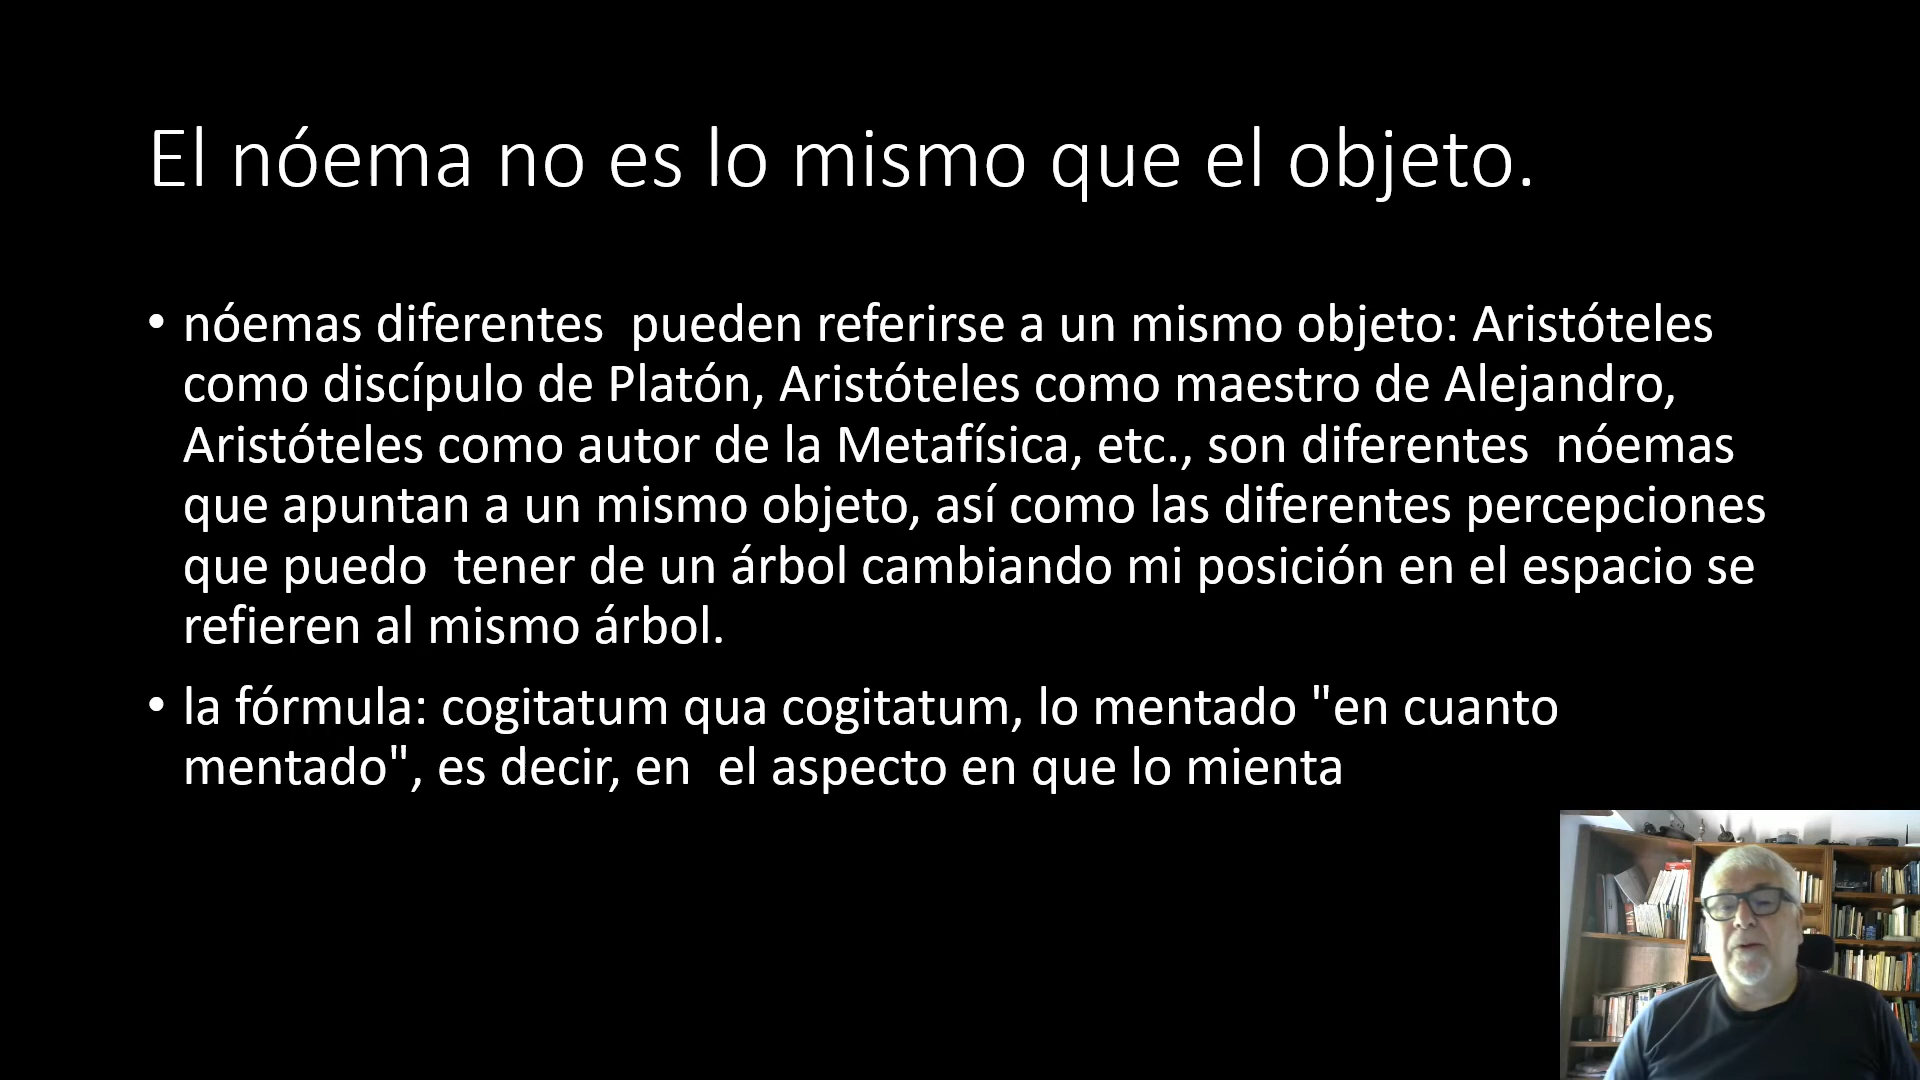 El nóema no es lo mismo que el objeto.
• nóemas diferentes  pueden referirse a un mismo objeto: Aristóteles
como discípulo de Platón, Aristóteles como maestro de Alejandro,
Aristóteles como autor de la Metafísica, etc., son diferentes  nóemas
que apuntan a un mismo objeto, así como las diferentes percepciones
que puedo  tener de un árbol cambiando mi posición en el espacio se
refieren al mismo árbol.
• la fórmula: cogitatum qua cogitatum, lo mentado "en cuanto
mentado", es decir, en  el aspecto en que lo mienta